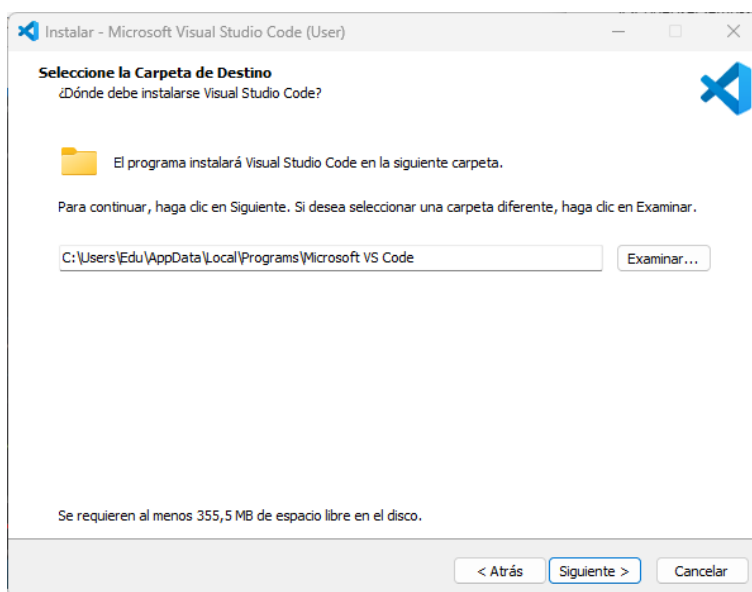 Instalar - Microsoft Visual Studio Code (User)
Seleccione la Carpeta de Destino
¿Dónde debe instalarse Visual Studio Code?
El programa instalará Visual Studio Code en la siguiente carpeta.
Para continuar, haga clic en Siguiente. Si desea seleccionar una carpeta diferente, haga clic en Examinar.
C:\Users\Edu\AppData\Local\Programs\Microsoft VS Code
Examinar...
Se requieren al menos 355,5 MB de espacio libre en el disco.
< Atrás
Siguiente >
Cancelar